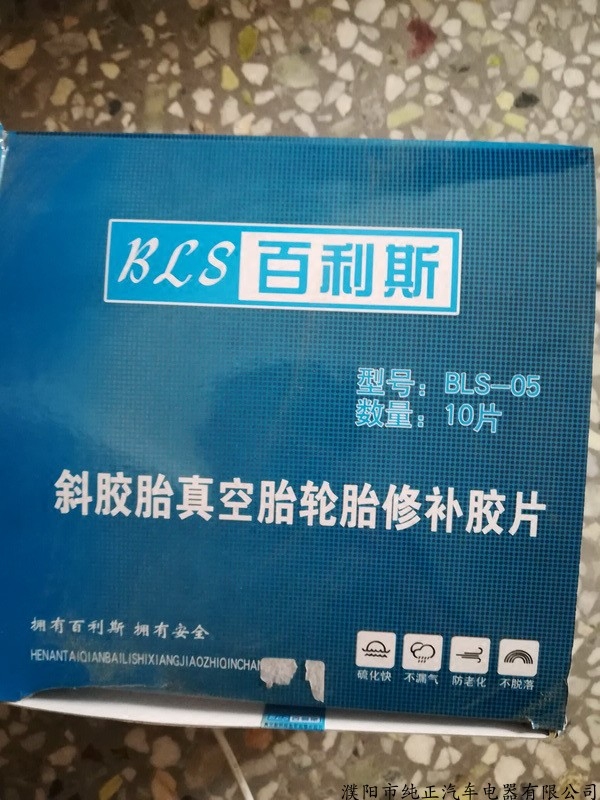 BLS 百利斯
型号：BLS-05
数量：10片
斜胶胎真空胎轮胎修补胶片
拥有百利斯 拥有安全
HENANTAIQIANBAILISHIXIANGJIAOZHIQINCHAN
硫化快 不漏气 防老化 不脱落
濮阳市纯正汽车电器有限公司